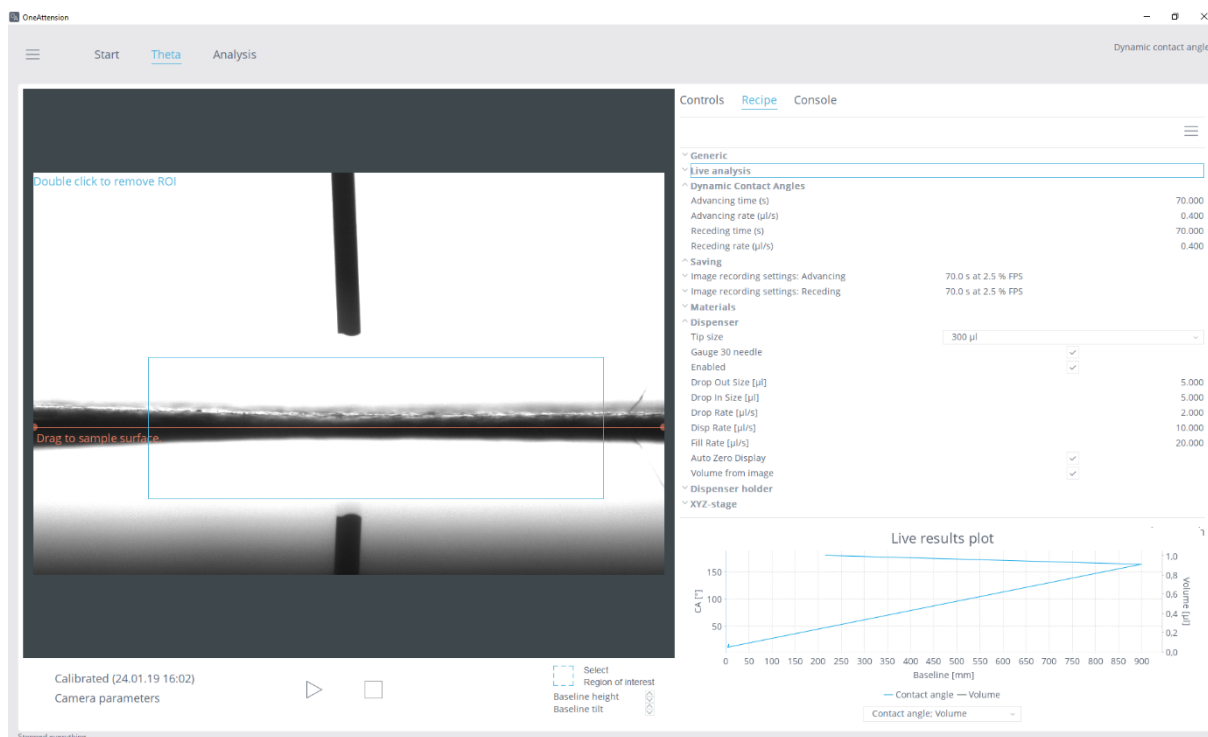 OneAttension
Start Theta Analysis
Dynamic contact angle
Controls Recipe Console
Double click to remove ROI
Drag to sample surface
Generic
Live analysis
Dynamic Contact Angles
Advancing time (s) 70.000
Advancing rate (µl/s) 0.400
Receding time (s) 70.000
Receding rate (µl/s) 0.400
Saving
Image recording settings: Advancing 70.0 s at 2.5 % FPS
Image recording settings: Receding 70.0 s at 2.5 % FPS
Materials
Dispenser
Tip size 300 µl
Gauge 30 needle
Enabled
Drop Out Size [µl] 5.000
Drop In Size [µl] 5.000
Drop Rate [µl/s] 2.000
Disp Rate [µl/s] 10.000
Fill Rate [µl/s] 20.000
Auto Zero Display
Volume from image
Dispenser holder
XYZ-stage
Live results plot
CA [°]
150
100
50
1,0
0,8
0,6
0,4
0,2
0,0
Volume [µl]
0 50 100 150 200 250 300 350 400 450 500 550 600 650 700 750 800 850 900
Baseline [mm]
Contact angle Volume
Contact angle; Volume
Calibrated (24.01.19 16:02)
Camera parameters
Select
Region of interest
Baseline height
Baseline tilt